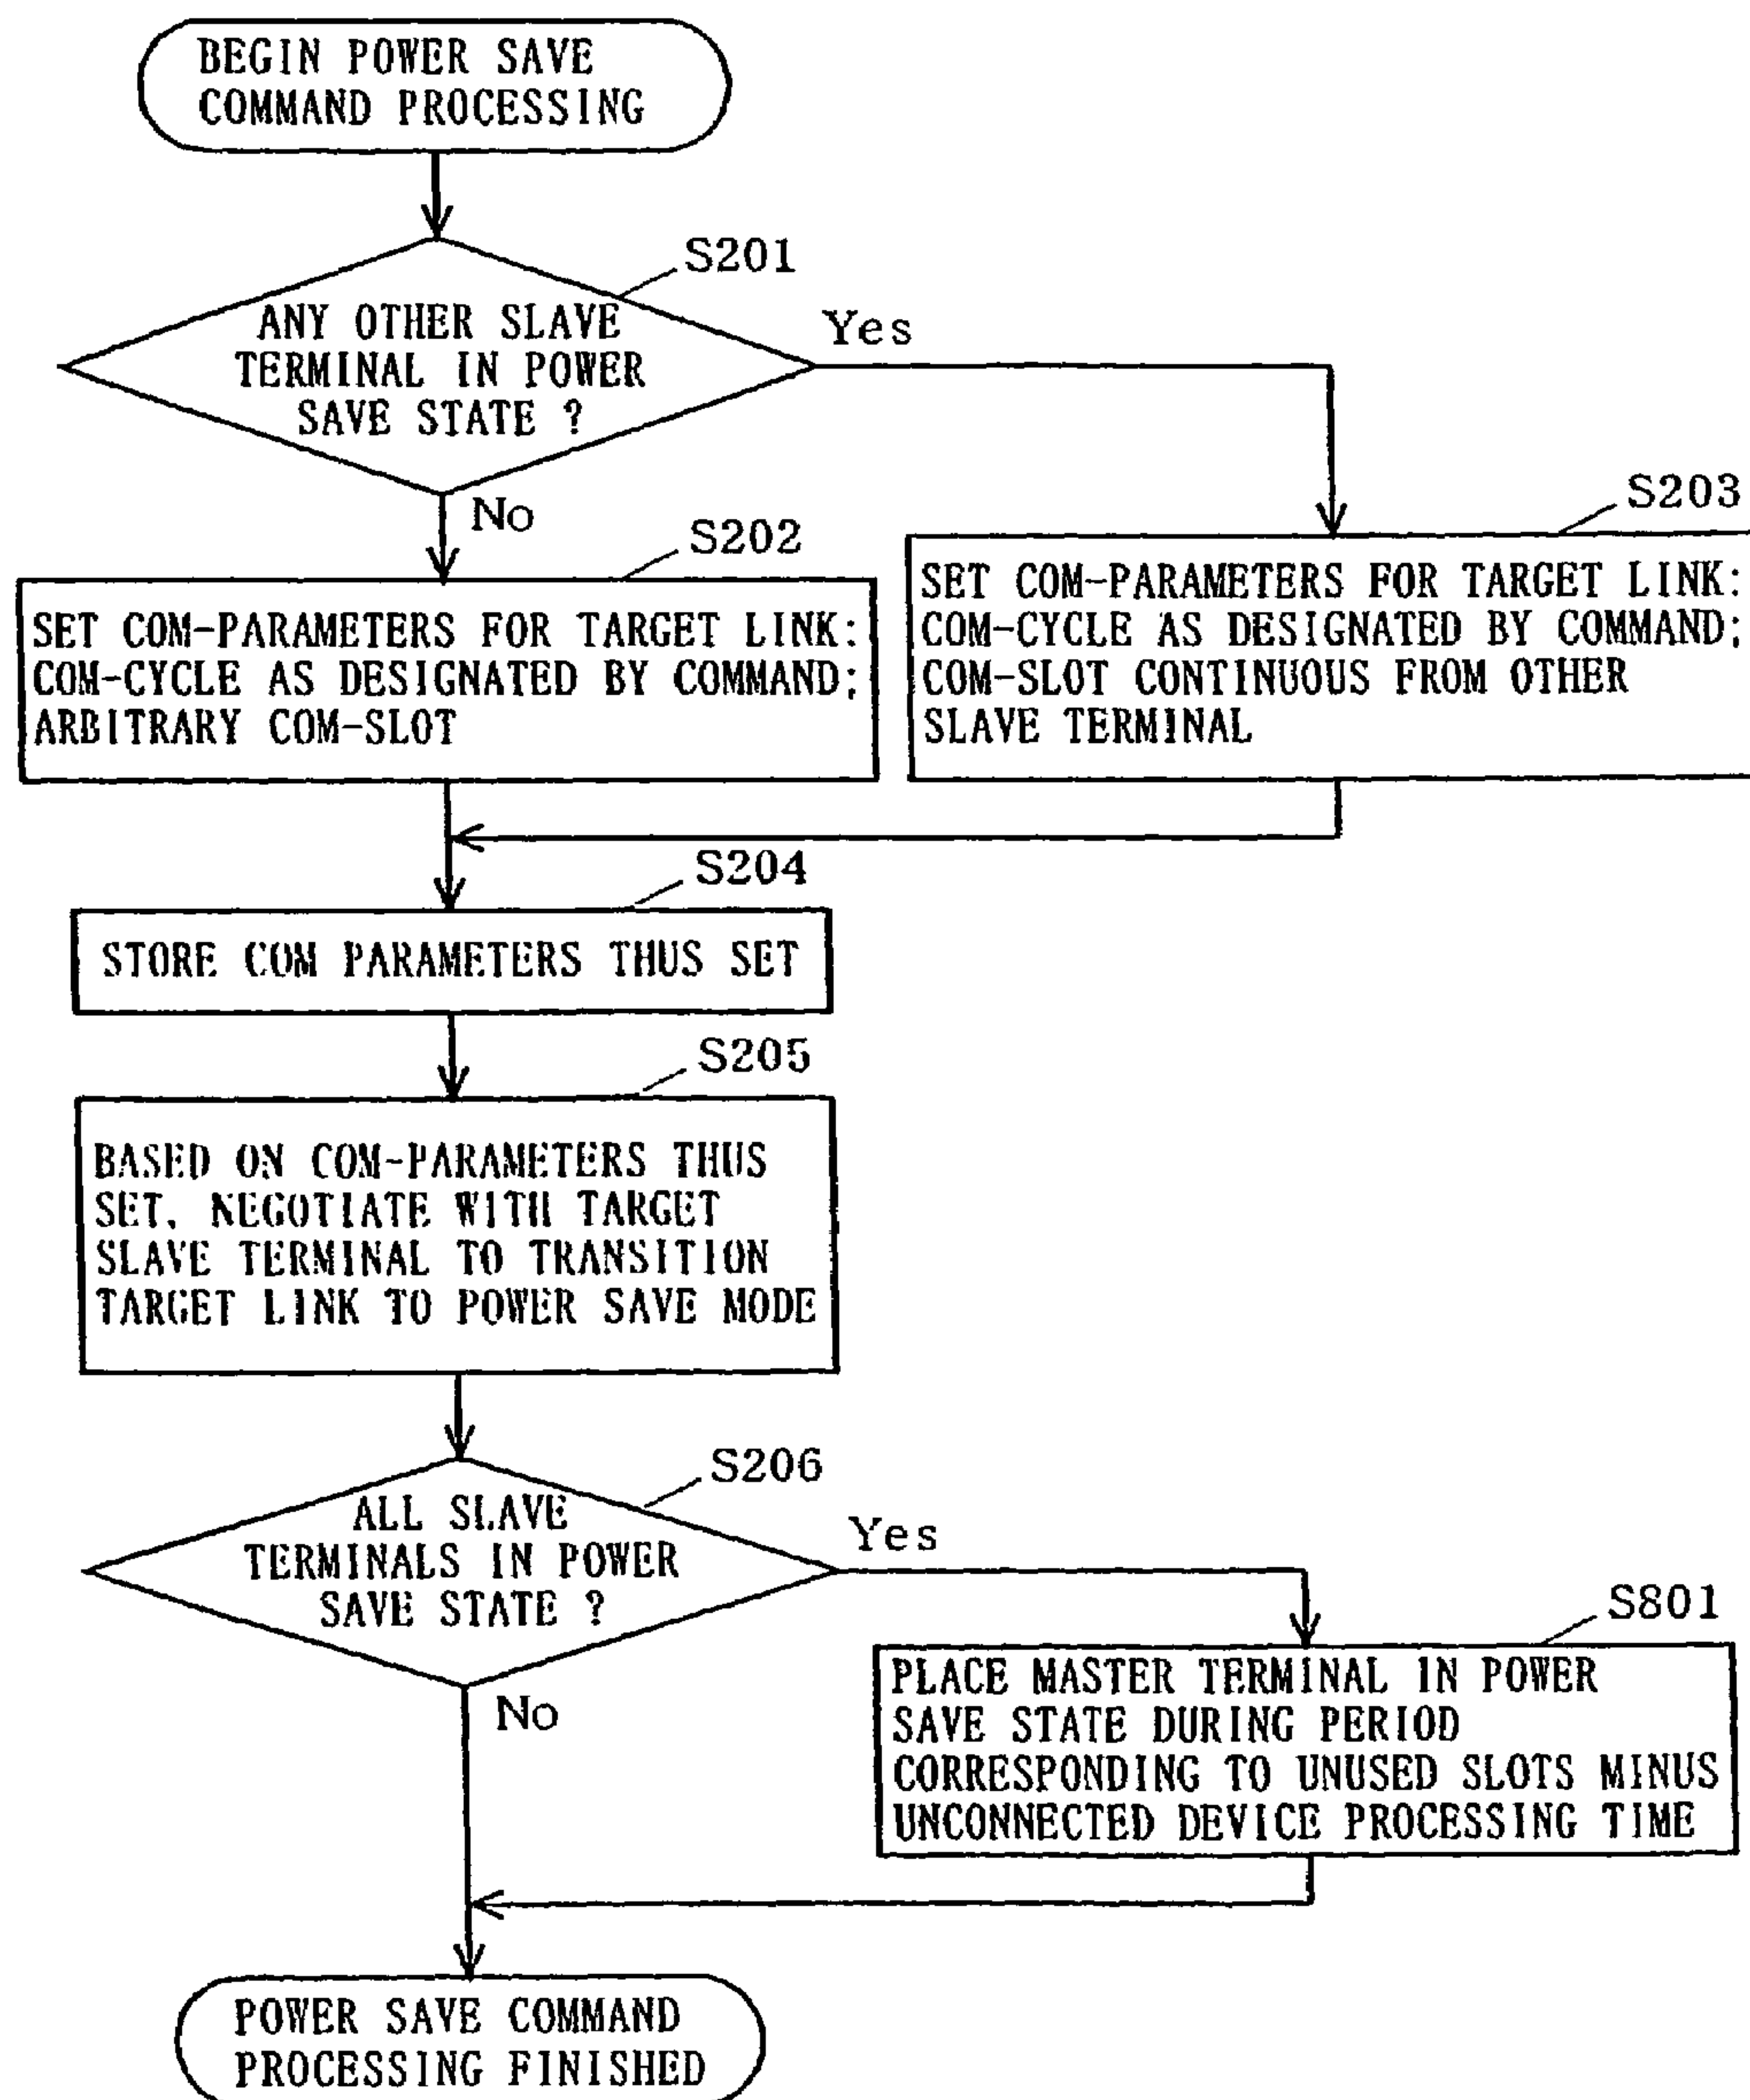 BEGIN POWER SAVE
COMMAND PROCESSING
S201
ANY OTHER SLAVE
TERMINAL IN POWER
SAVE STATE ?
Yes
No
S202
SET COM-PARAMETERS FOR TARGET LINK:
COM-CYCLE AS DESIGNATED BY COMMAND;
ARBITRARY COM-SLOT
S203
SET COM-PARAMETERS FOR TARGET LINK:
COM-CYCLE AS DESIGNATED BY COMMAND;
COM-SLOT CONTINUOUS FROM OTHER
SLAVE TERMINAL
S204
STORE COM PARAMETERS THUS SET
S205
BASED ON COM-PARAMETERS THUS
SET, NEGOTIATE WITH TARGET
SLAVE TERMINAL TO TRANSITION
TARGET LINK TO POWER SAVE MODE
S206
ALL SLAVE
TERMINALS IN POWER
SAVE STATE ?
Yes
No
S801
PLACE MASTER TERMINAL IN POWER
SAVE STATE DURING PERIOD
CORRESPONDING TO UNUSED SLOTS MINUS
UNCONNECTED DEVICE PROCESSING TIME
POWER SAVE COMMAND
PROCESSING FINISHED